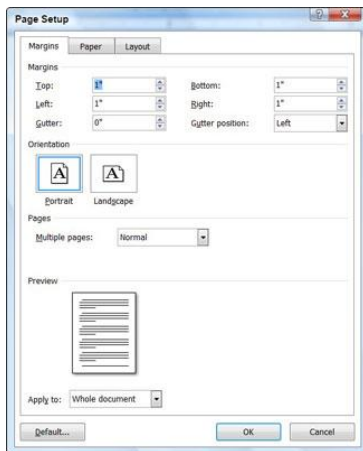 Page Setup
Margins Paper Layout
Margins
Top: 1" Bottom: 1"
Left: 1" Right: 1"
Gutter: 0" Gutter position: Left
Orientation
A A
Portrait Landscape
Pages
Multiple pages: Normal
Preview
Apply to: Whole document
Default... OK Cancel